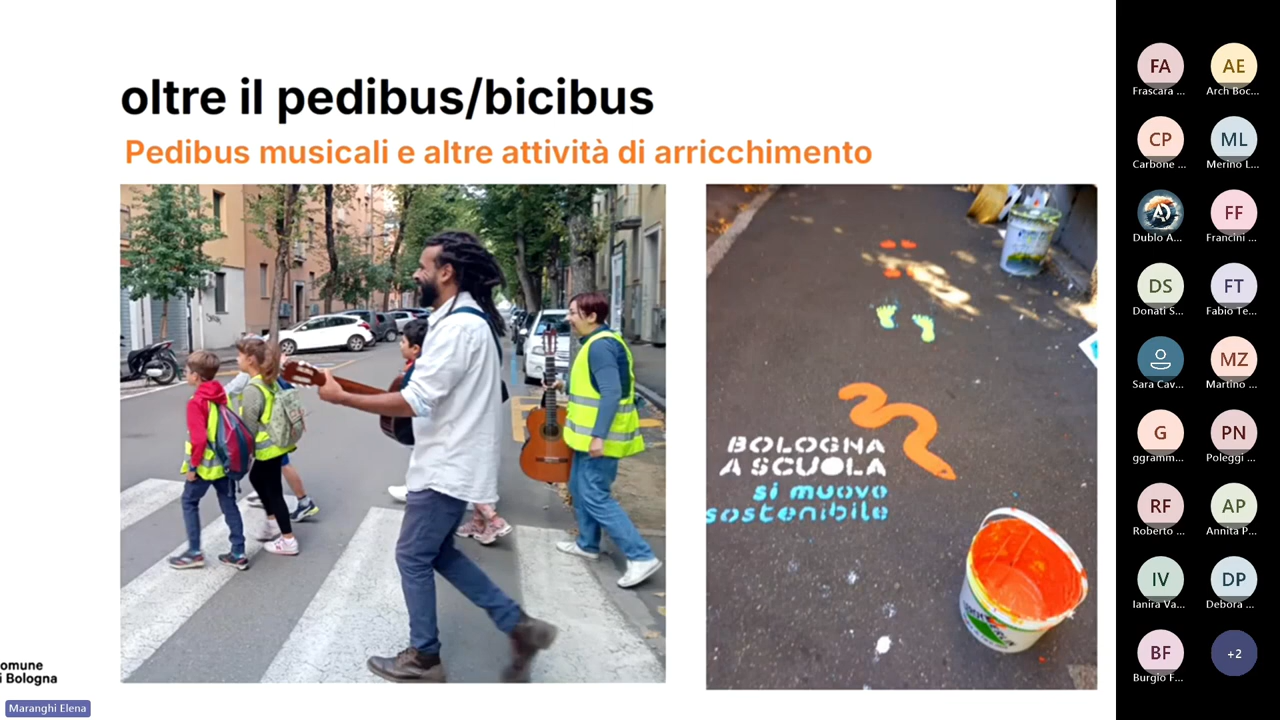 oltre il pedibus/bicibus
Pedibus musicali e altre attività di arricchimento
BOLOGNA
A SCUOLA
si muove
sostenibile
omune
i Bologna
Maranghi Elena
FA
Frascara ...
AE
Arch Boc...
CP
Carbone ...
ML
Merino L...
Dublo A...
FF
Francini ...
DS
Donati S...
FT
Fabio Te...
Sara Cav...
MZ
Martino ...
G
ggramm...
PN
Poleggi ...
RF
Roberto ...
AP
Annita P...
IV
Ianira Va...
DP
Debora ...
BF
Burgio F...
+2